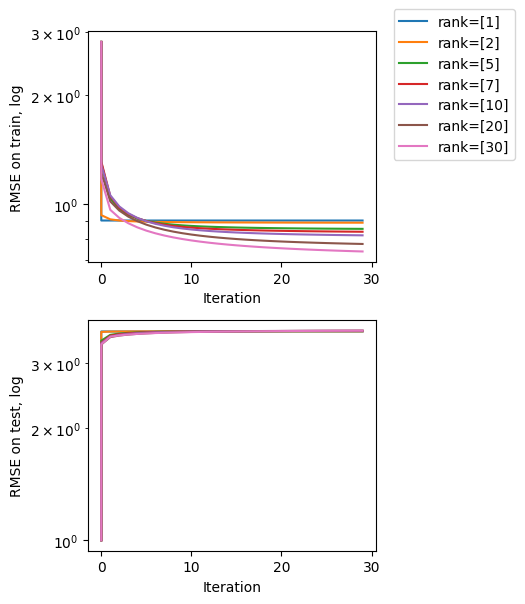 3 × 10⁰
2 × 10⁰
10⁰
RMSE on train, log
0 10 20 30
Iteration
rank=[1]
rank=[2]
rank=[5]
rank=[7]
rank=[10]
rank=[20]
rank=[30]
3 × 10⁰
2 × 10⁰
10⁰
RMSE on test, log
0 10 20 30
Iteration